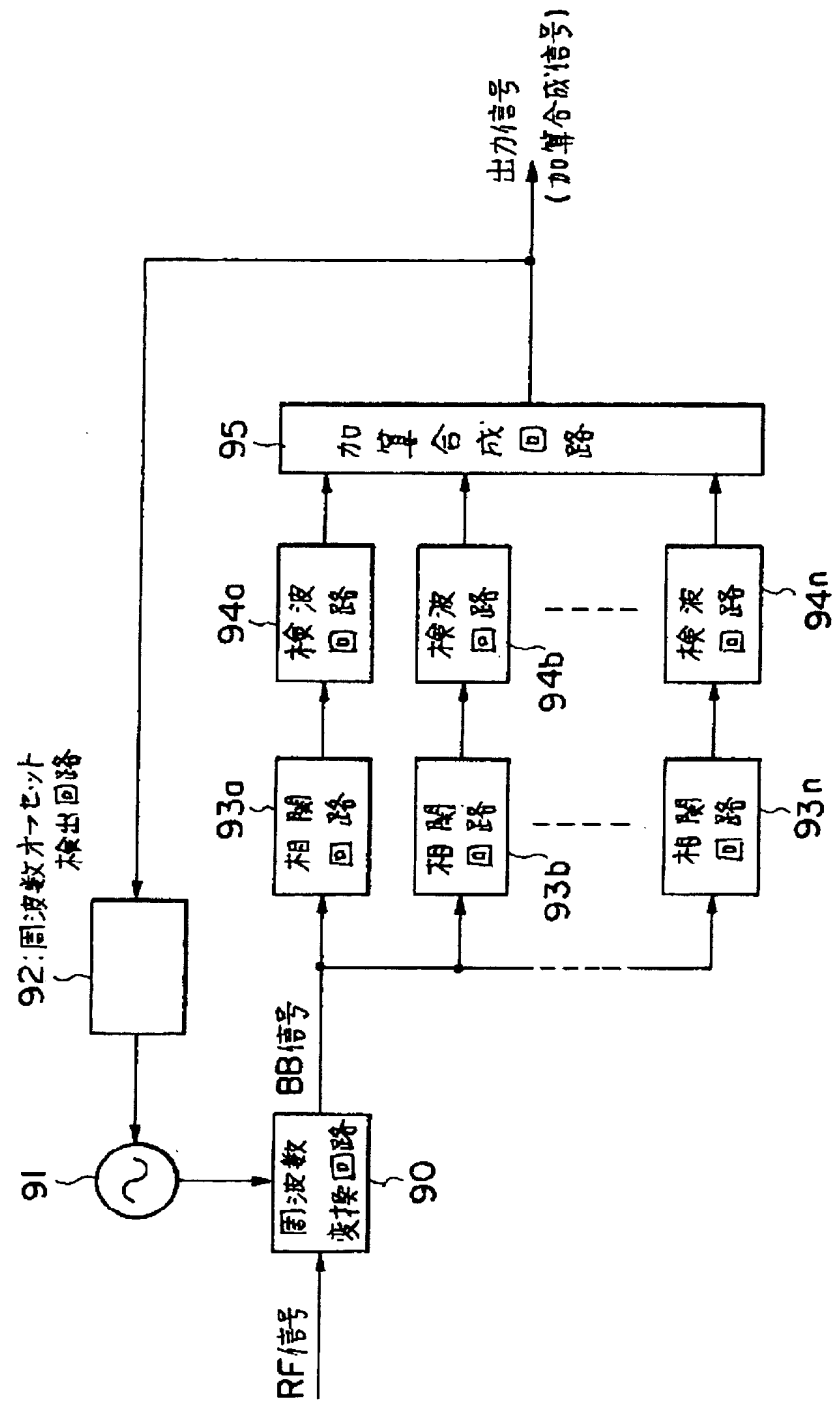 91
92:周波数オフセット
検出回路
RF信号
周波数
変換回路
90
BB信号
93a
相関
回路
94a
検波
回路
相関
回路
93b
検波
回路
94b
相関
回路
93n
検波
回路
94n
95
加算合成回路
出力信号
(加算合成信号)